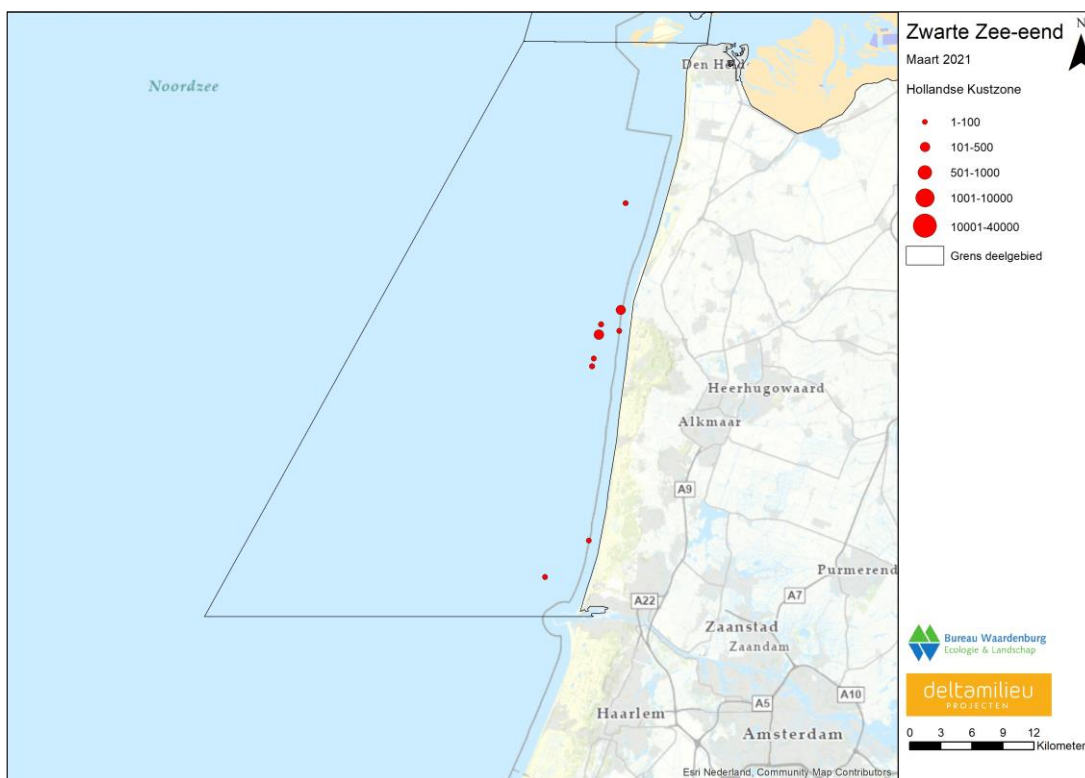 Zwarte Zee-eend
N
Maart 2021
Hollandse Kustzone
1-100
101-500
501-1000
1001-10000
10001-40000
Grens deelgebied
Noordzee
Den Held
Heerhugowaard
Alkmaar
A9
Purmerend
A22
A7
Zaanstad
Zaandam
A10
A5
Haarlem
Amsterdam
Bureau Waardenburg
Ecologie & Landschap
deltamilieu
PROJECTEN
0 3 6 9 12
Kilometer
Esri Nederland, Community Map Contributors